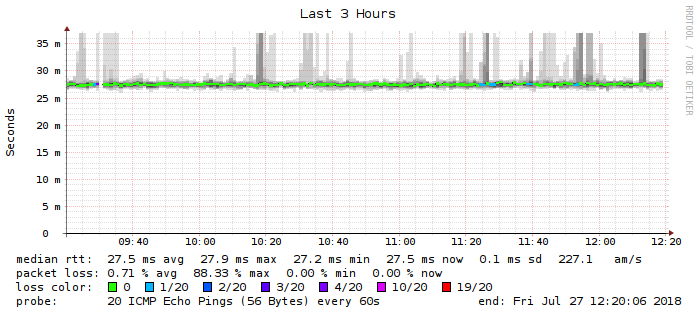 Last 3 Hours
RRDTOOL / TOBI OETIKER
Seconds
35 m
30 m
25 m
20 m
15 m
10 m
5 m
0
09:40 10:00 10:20 10:40 11:00 11:20 11:40 12:00 12:20
median rtt: 27.5 ms avg 27.9 ms max 27.2 ms min 27.5 ms now 0.1 ms sd 227.1 am/s
packet loss: 0.71 % avg 88.33 % max 0.00 % min 0.00 % now
loss color: 0 1/20 2/20 3/20 4/20 10/20 19/20
probe: 20 ICMP Echo Pings (56 Bytes) every 60s end: Fri Jul 27 12:20:06 2018